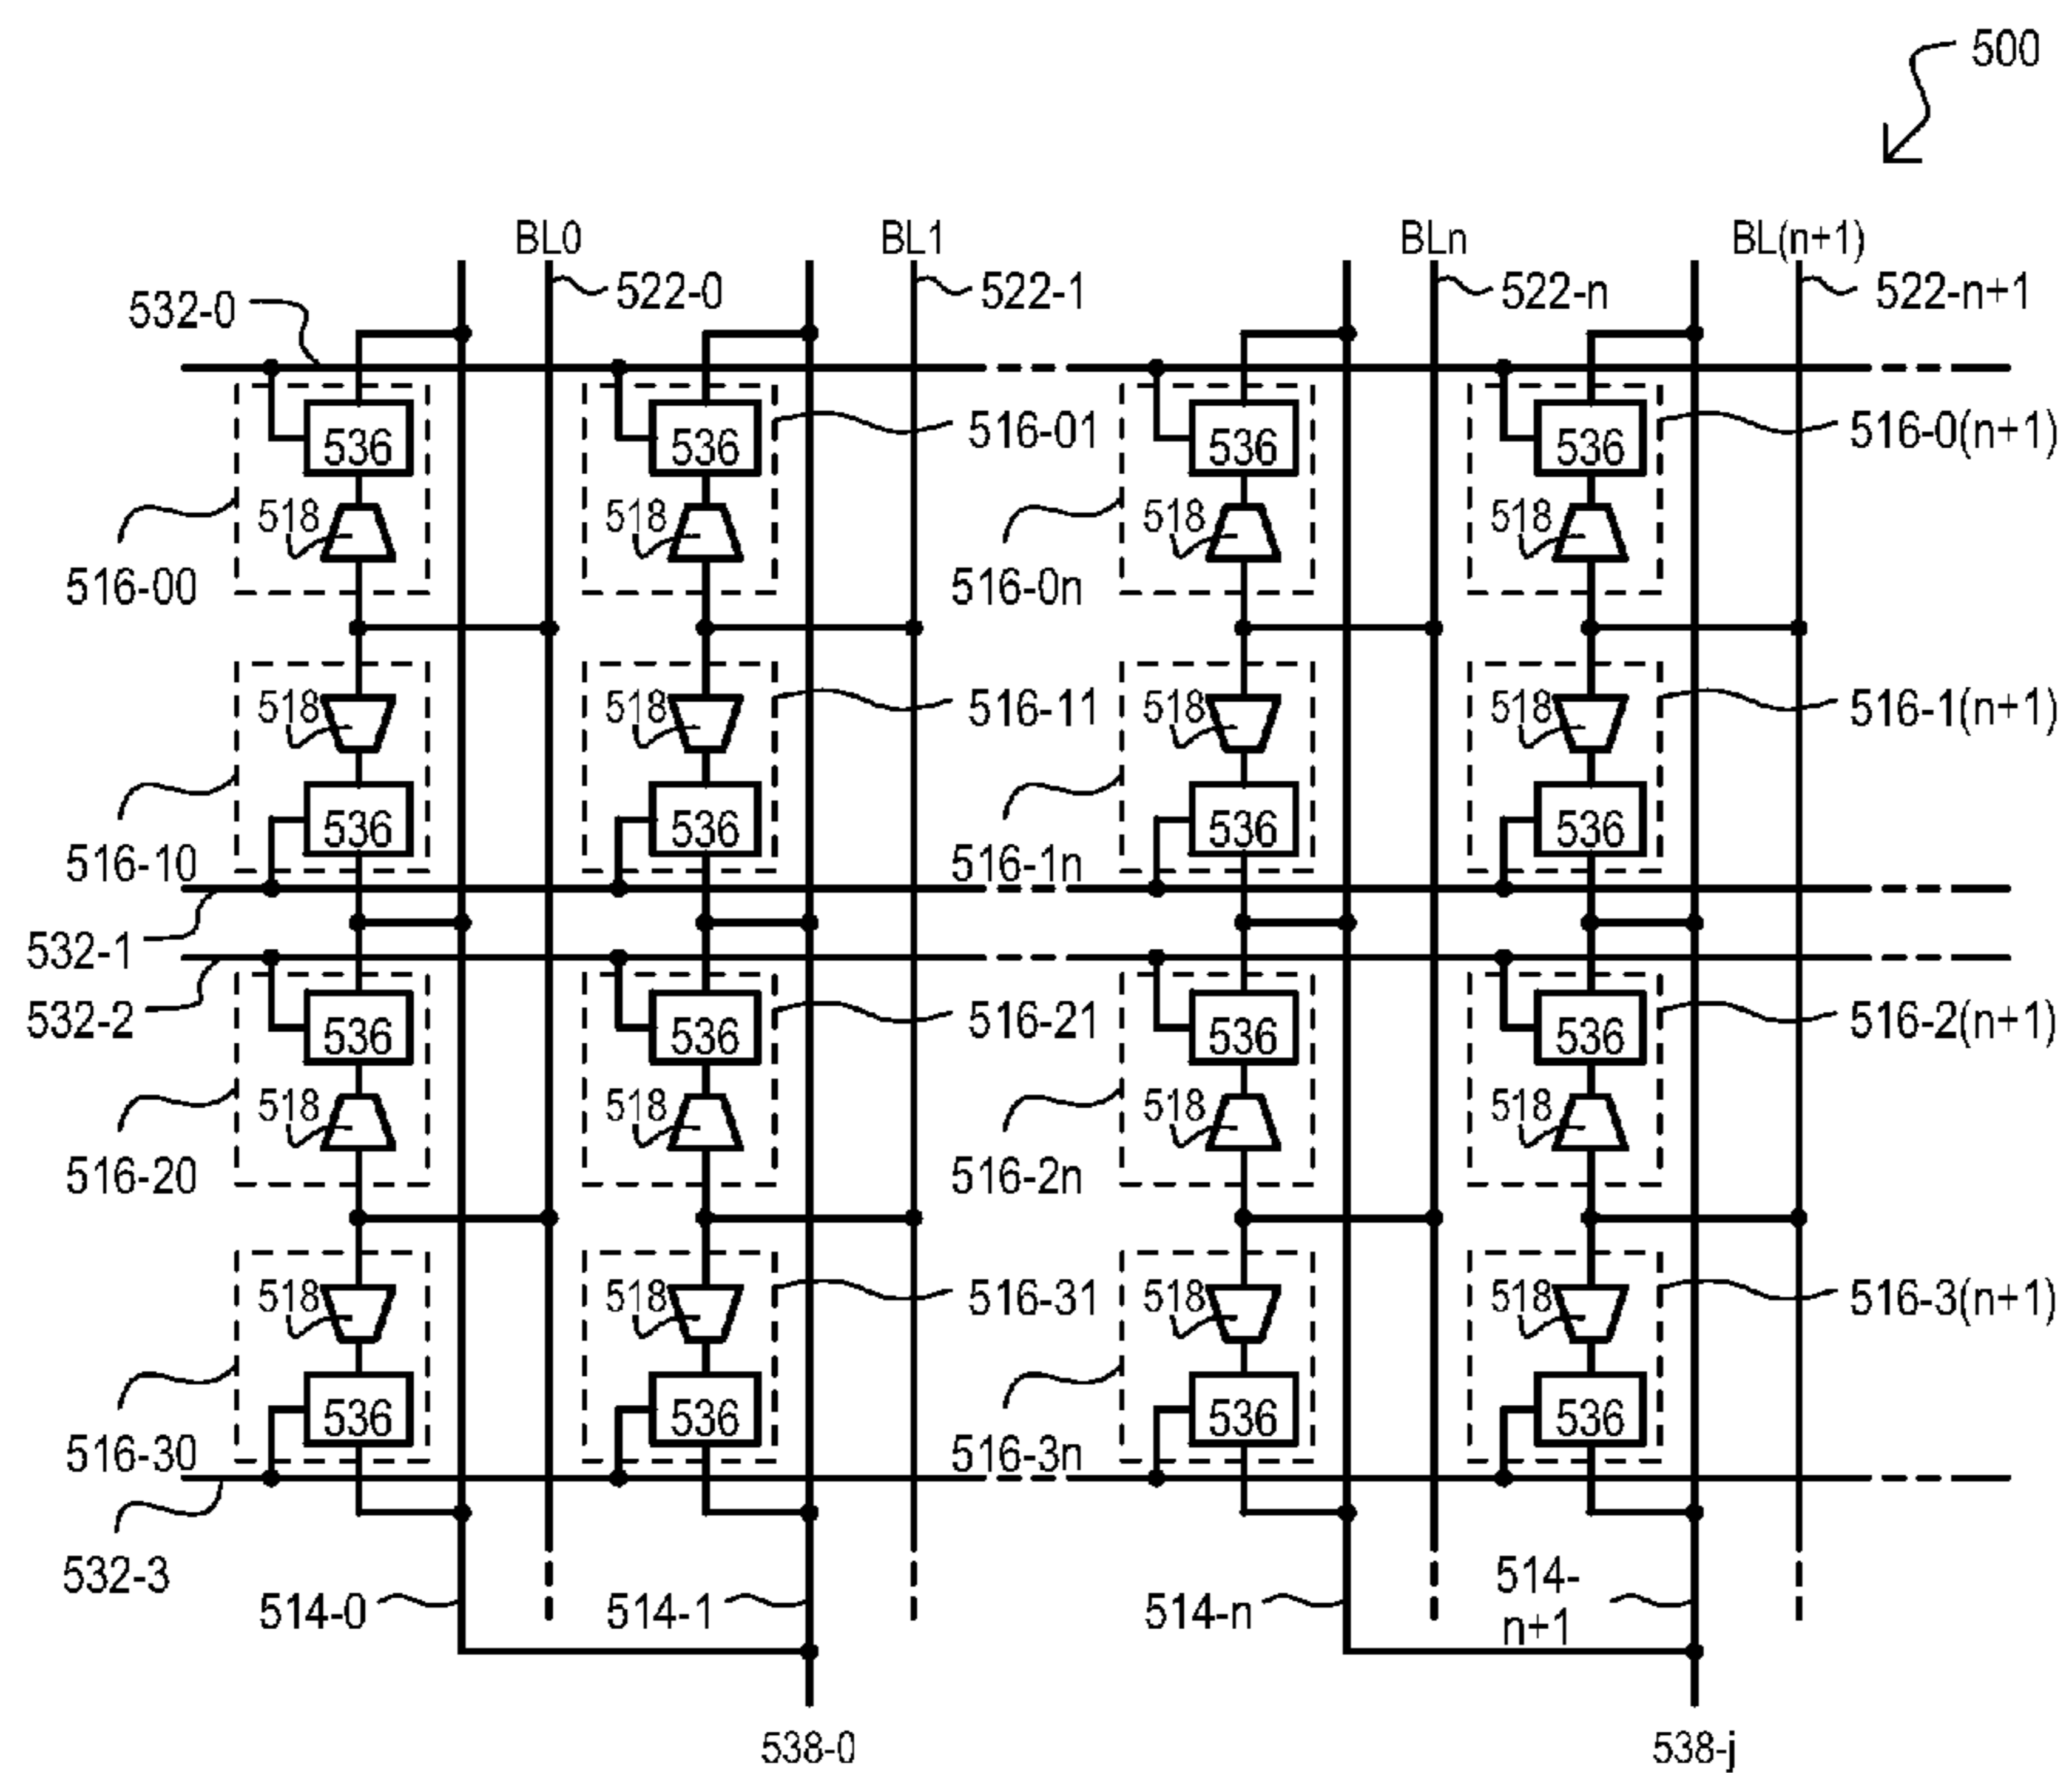 500
BL0 BL1 BLn BL(n+1)
532-0 522-0 522-1 522-n 522-n+1
536 536 516-01 536 536 516-0(n+1)
518 518 518 518
516-00 516-0n
518 518 516-11 518 518 516-1(n+1)
536 536 536 536
516-10 516-1n
532-1
532-2 536 536 516-21 536 536 516-2(n+1)
518 518 518 518
516-20 516-2n
518 518 516-31 518 518 516-3(n+1)
536 536 536 536
516-30 516-3n
532-3 514-0 514-1 514-n 514-
n+1
538-0 538-j